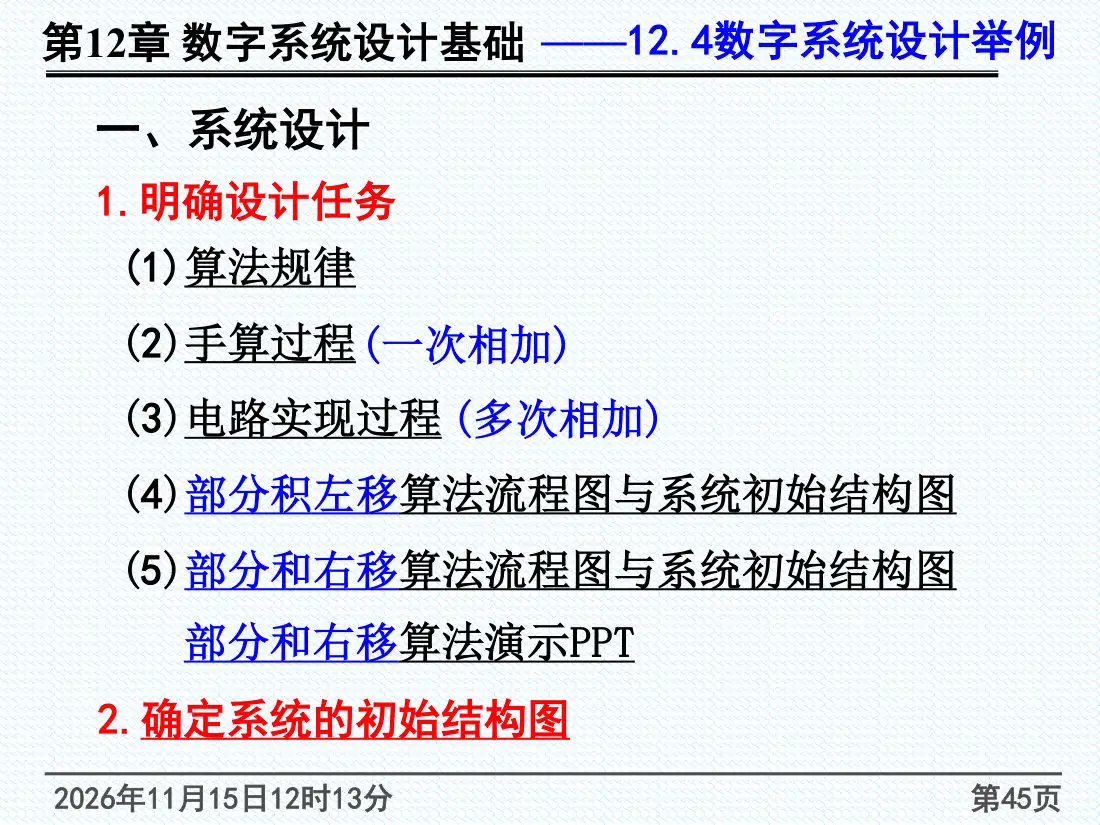 第12章 数字系统设计基础 ——12.4数字系统设计举例
一、系统设计
1.明确设计任务
(1)算法规律
(2)手算过程(一次相加)
(3)电路实现过程(多次相加)
(4)部分积左移算法流程图与系统初始结构图
(5)部分和右移算法流程图与系统初始结构图
部分和右移算法演示PPT
2.确定系统的初始结构图
2026年11月15日12时13分 第45页